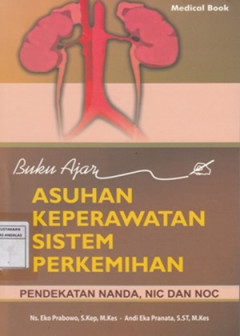 Medical Book
Buku Ajar
ASUHAN
KEPERAWATAN
SISTEM
PERKEMIHAN
PENDEKATAN NANDA, NIC DAN NOC
Ns. Eko Prabowo, S.Kep, M.Kes - Andi Eka Pranata, S.ST, M.Kes